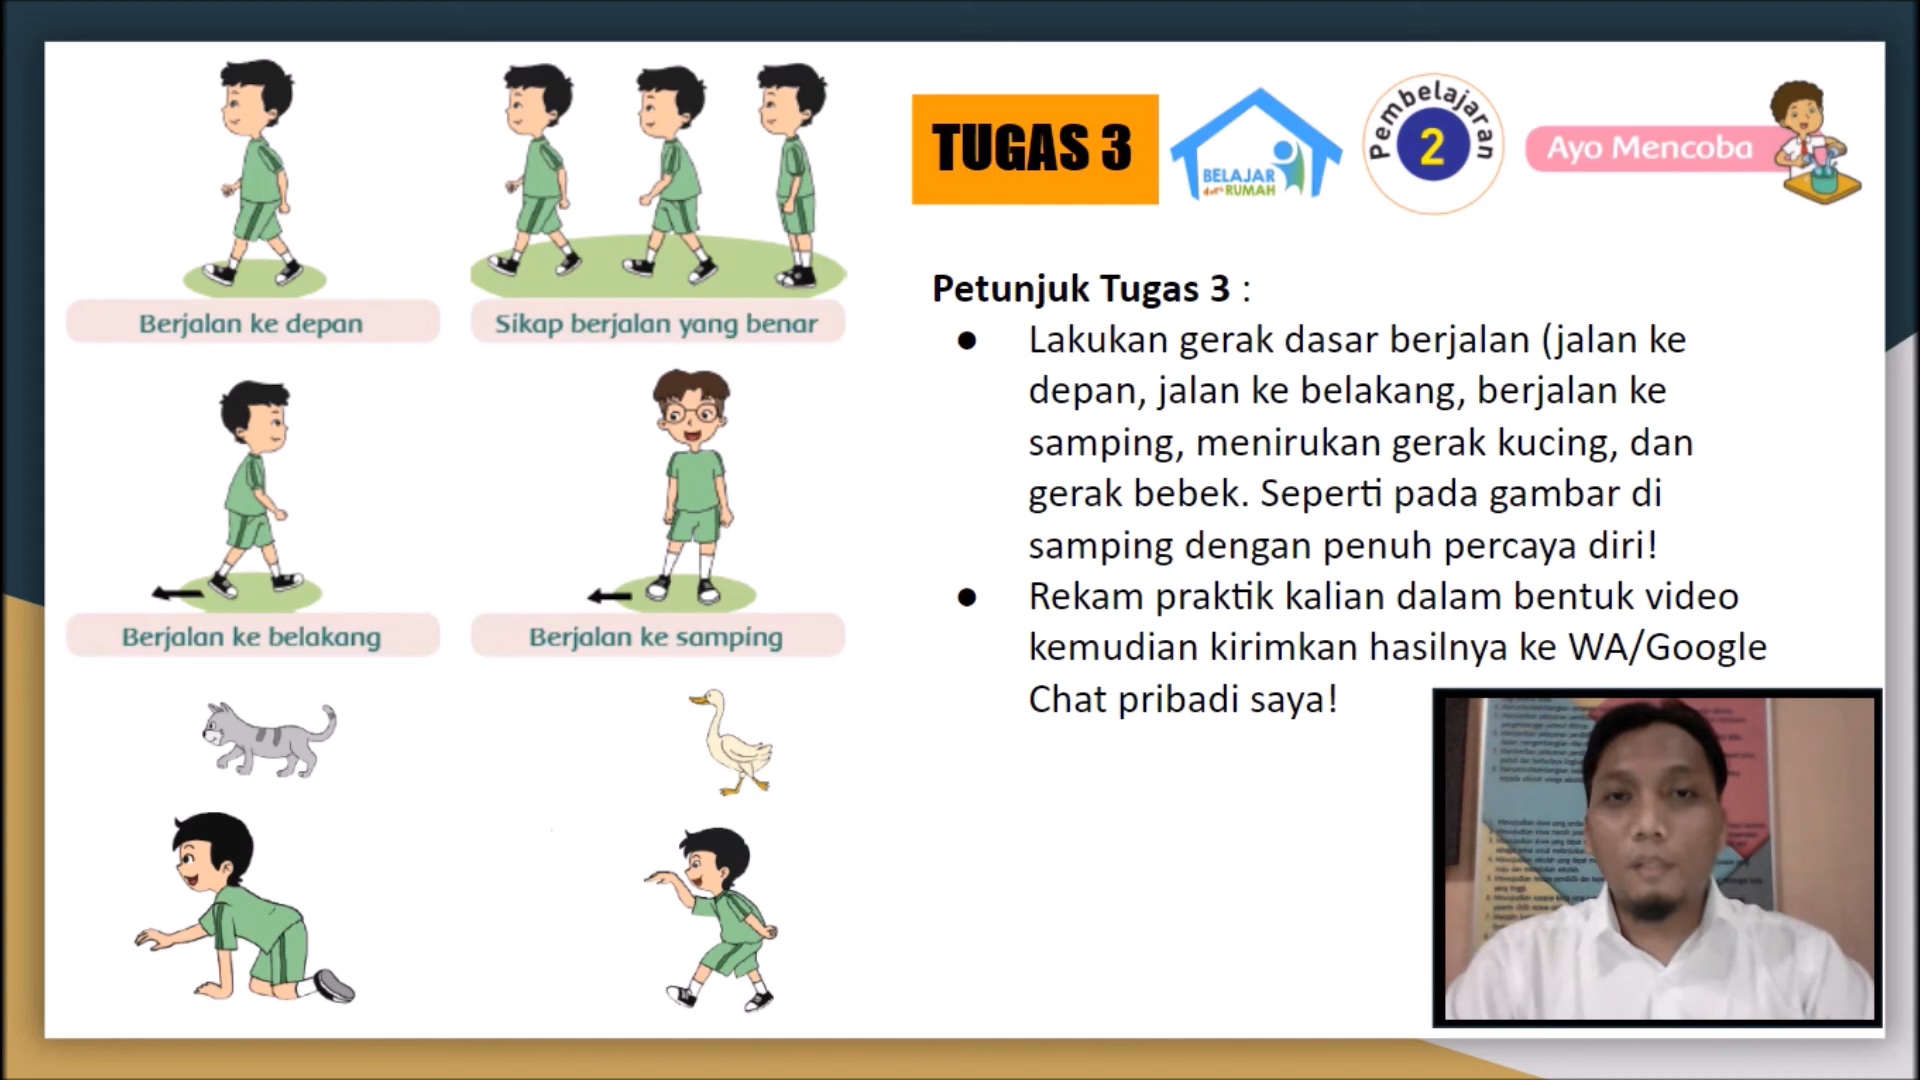 Berjalan ke depan
Sikap berjalan yang benar
Berjalan ke belakang
Berjalan ke samping
TUGAS 3
BELAJAR
dari RUMAH
Pembelajaran
2
Ayo Mencoba
Petunjuk Tugas 3 :
● Lakukan gerak dasar berjalan (jalan ke
depan, jalan ke belakang, berjalan ke
samping, menirukan gerak kucing, dan
gerak bebek. Seperti pada gambar di
samping dengan penuh percaya diri!
● Rekam praktik kalian dalam bentuk video
kemudian kirimkan hasilnya ke WA/Google
Chat pribadi saya!